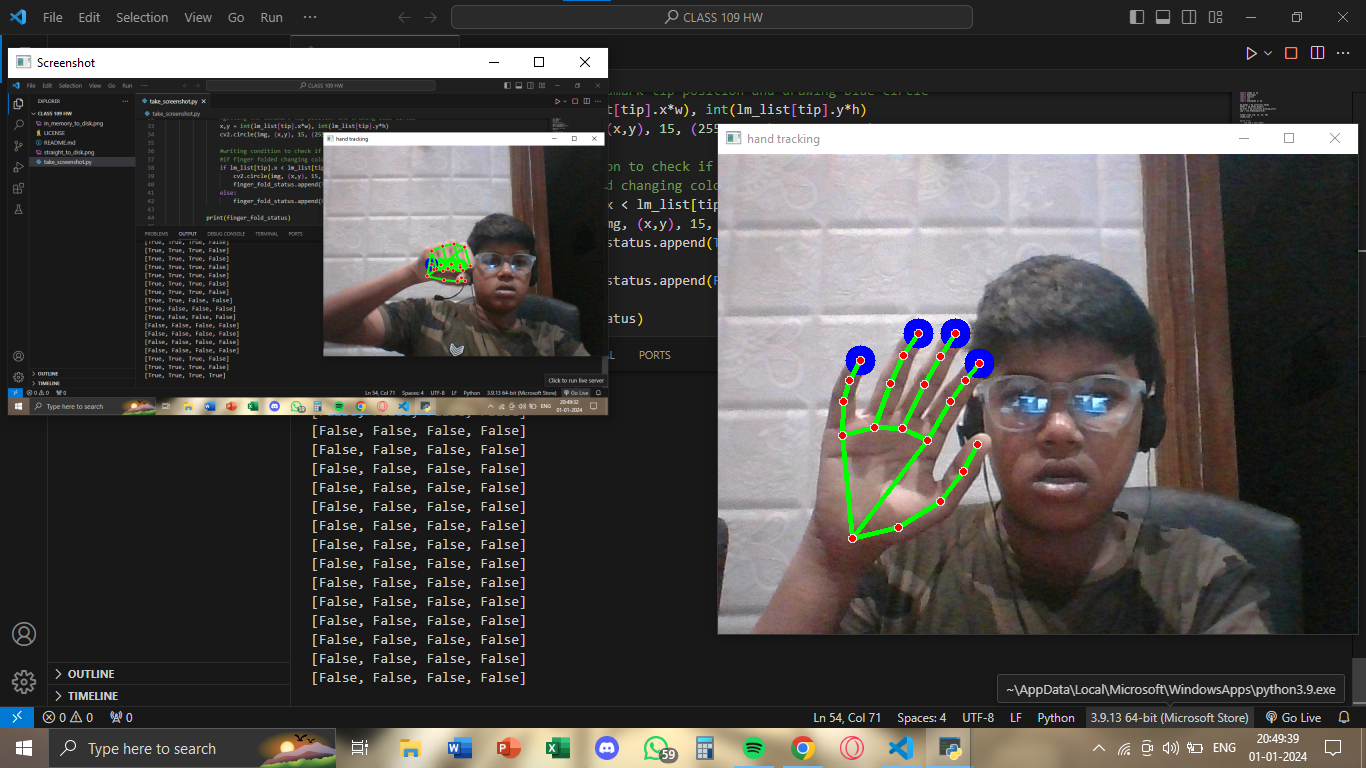 File Edit Selection View Go Run ··· CLASS 109 HW
Screenshot
File Edit Selection View Go Run ··· CLASS 109 HW
EXPLORER ···
take_screenshot.py
CLASS 109 HW
take_screenshot.py
in_memory_to_disk.png
LICENSE
README.md
straight_to_disk.png
take_screenshot.py
x,y = int(lm_list[tip].x*w), int(lm_list[tip].y*h)
cv2.circle(img, (x,y), 15, (255
#writing condition to check if
#if finger folded changing colo
if lm_list[tip].x < lm_list[tip
cv2.circle(img, (x,y), 15,
finger_fold_status.append(T
else:
finger_fold_status.append(F
print(finger_fold_status)
PROBLEMS OUTPUT DEBUG CONSOLE TERMINAL PORTS
[True, True, True, False]
[True, True, True, False]
[True, True, True, False]
[True, True, True, False]
[True, True, True, False]
[True, True, True, False]
[True, True, False, False]
[True, False, False, False]
[True, False, False, False]
[False, False, False, False]
[False, False, False, False]
[False, False, False, False]
[False, False, False, False]
[True, True, True, False]
[True, True, True, False]
[True, True, True, True]
hand tracking
OUTLINE
TIMELINE
Click to run live server
Ln 54, Col 71 Spaces: 4 UTF-8 LF Python 3.9.13 64-bit (Microsoft Store) Go Live
Type here to search
ENG
20:49:32
01-01-2024
mark tip position and drawing blue circle
t[tip].x*w), int(lm_list[tip].y*h)
(x,y), 15, (255
on to check if
d changing colo
x < lm_list[tip
mg, (x,y), 15,
status.append(T
status.append(F
atus)
L PORTS
hand tracking
[False, False, False, False]
[False, False, False, False]
[False, False, False, False]
[False, False, False, False]
[False, False, False, False]
[False, False, False, False]
[False, False, False, False]
[False, False, False, False]
[False, False, False, False]
[False, False, False, False]
[False, False, False, False]
[False, False, False, False]
[False, False, False, False]
[False, False, False, False]
OUTLINE
TIMELINE
~\AppData\Local\Microsoft\WindowsApps\python3.9.exe
0 0 0 Ln 54, Col 71 Spaces: 4 UTF-8 LF Python 3.9.13 64-bit (Microsoft Store) Go Live
Type here to search
59
ENG
20:49:39
01-01-2024